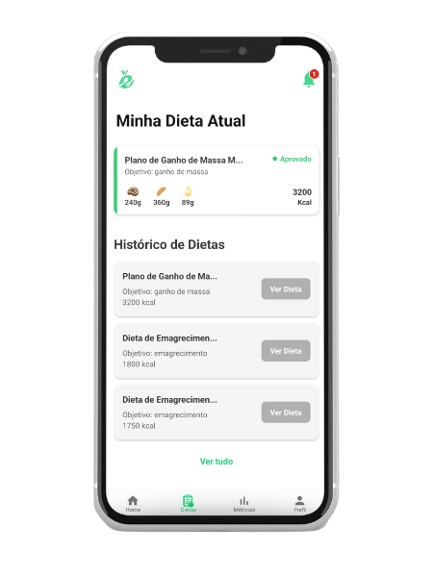 1
Minha Dieta Atual
Plano de Ganho de Massa M...
Aprovado
Objetivo: ganho de massa
240g 360g 89g
3200
Kcal
Histórico de Dietas
Plano de Ganho de Ma...
Objetivo: ganho de massa
3200 kcal
Ver Dieta
Dieta de Emagrecimen...
Objetivo: emagrecimento
1800 kcal
Ver Dieta
Dieta de Emagrecimen...
Objetivo: emagrecimento
1750 kcal
Ver Dieta
Ver tudo
Home Dietas Métricas Perfil